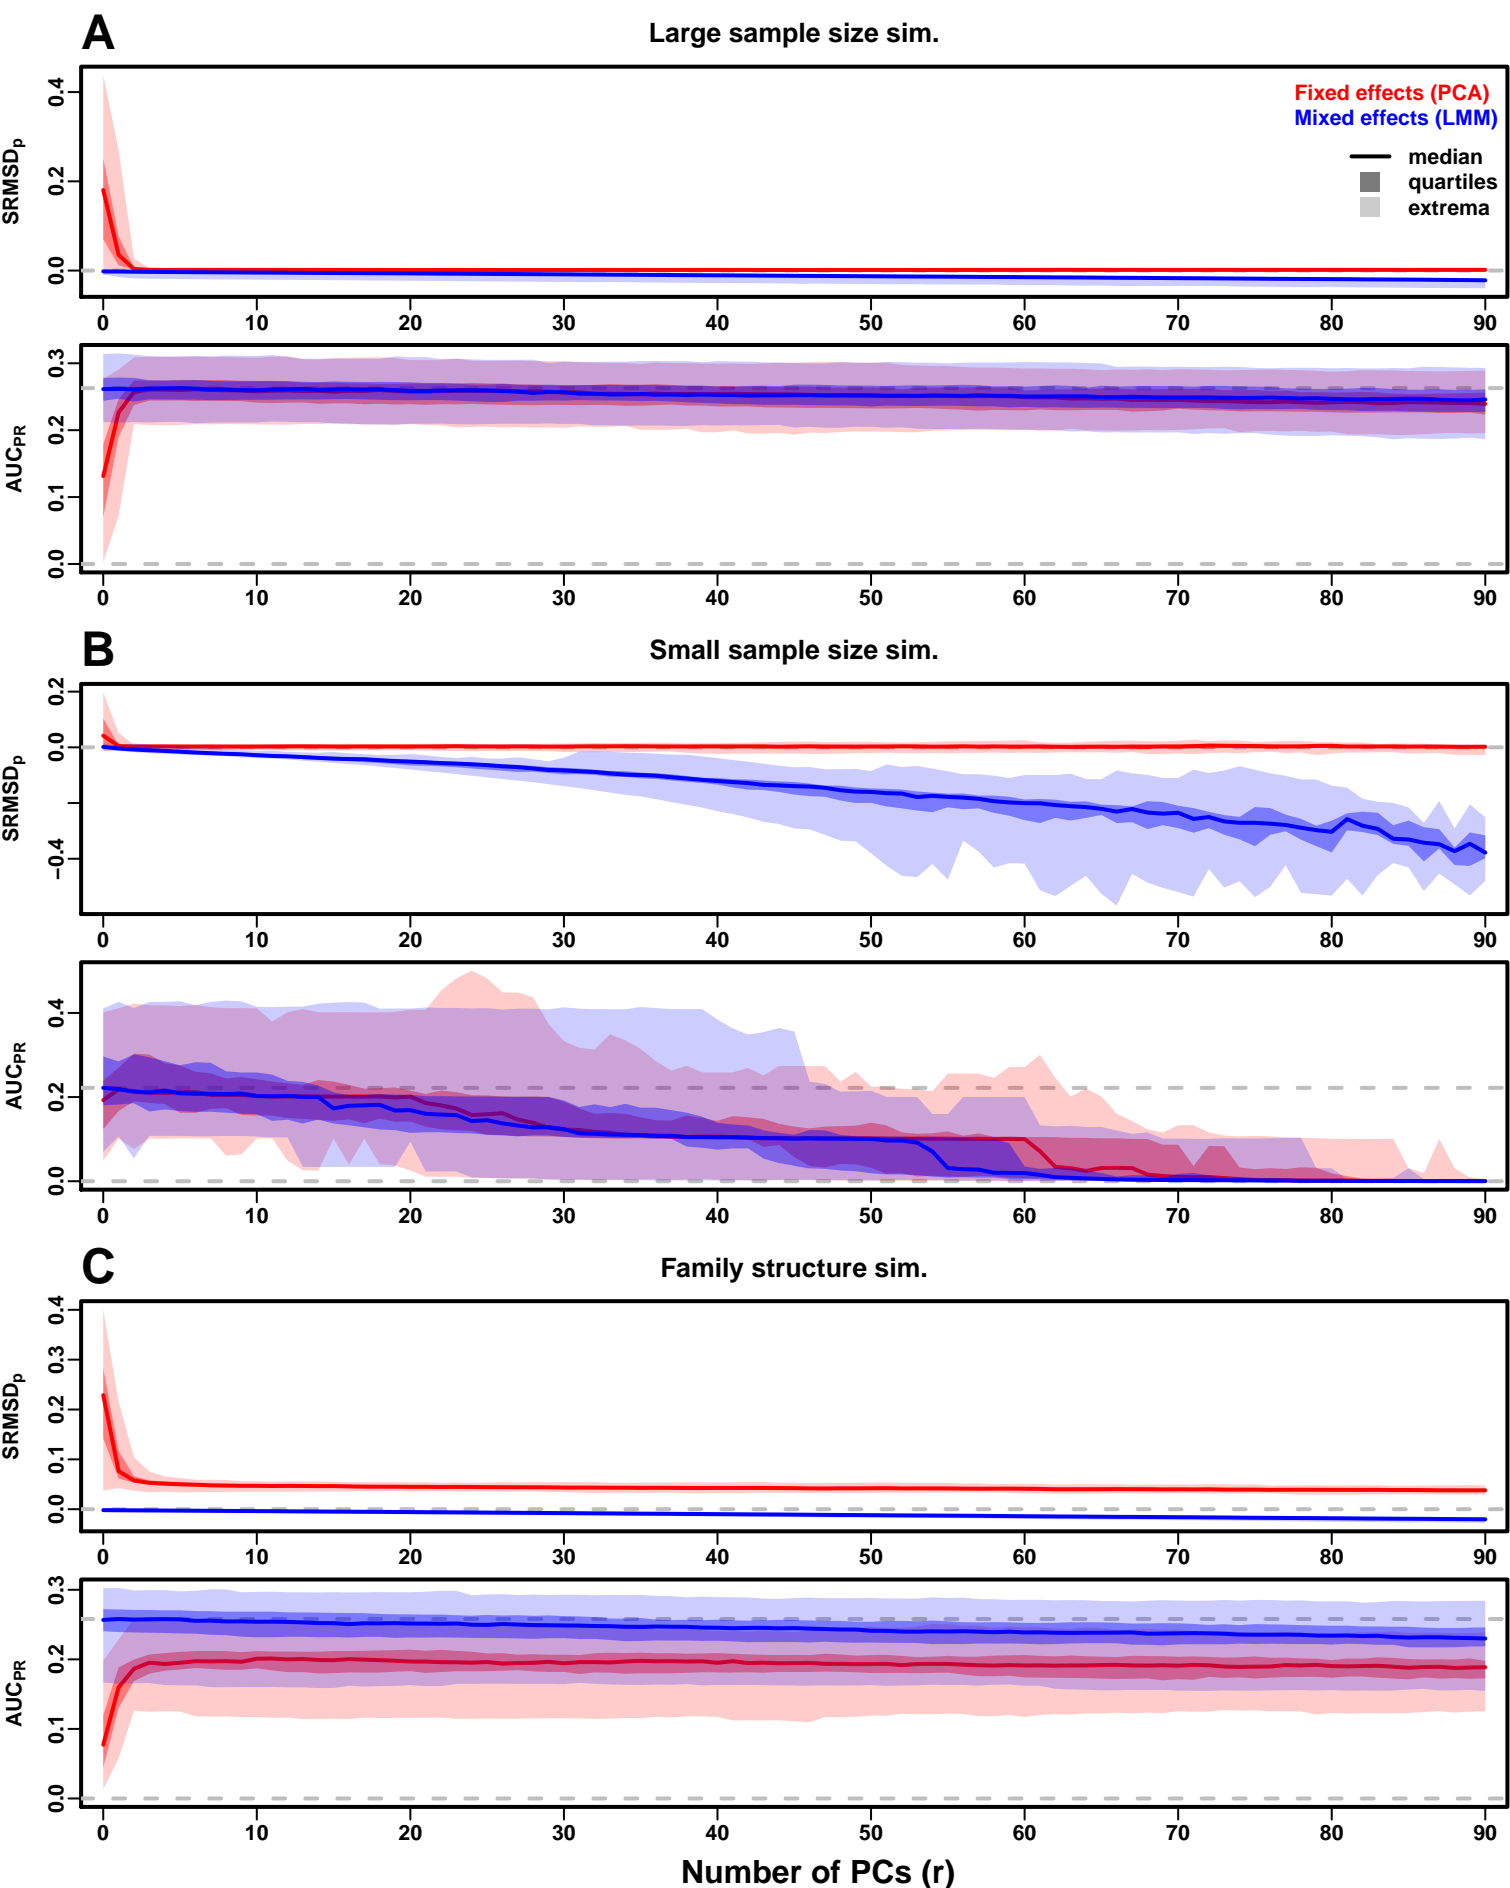 A
Large sample size sim.
SRMSDp
0.0 0.2 0.4
Fixed effects (PCA)
Mixed effects (LMM)
median
quartiles
extrema
0 10 20 30 40 50 60 70 80 90
AUCPR
0.0 0.1 0.2 0.3
0 10 20 30 40 50 60 70 80 90
B
Small sample size sim.
SRMSDp
−0.4 0.0 0.2
0 10 20 30 40 50 60 70 80 90
AUCPR
0.0 0.2 0.4
0 10 20 30 40 50 60 70 80 90
C
Family structure sim.
SRMSDp
0.0 0.1 0.2 0.3 0.4
0 10 20 30 40 50 60 70 80 90
AUCPR
0.0 0.1 0.2 0.3
0 10 20 30 40 50 60 70 80 90
Number of PCs (r)